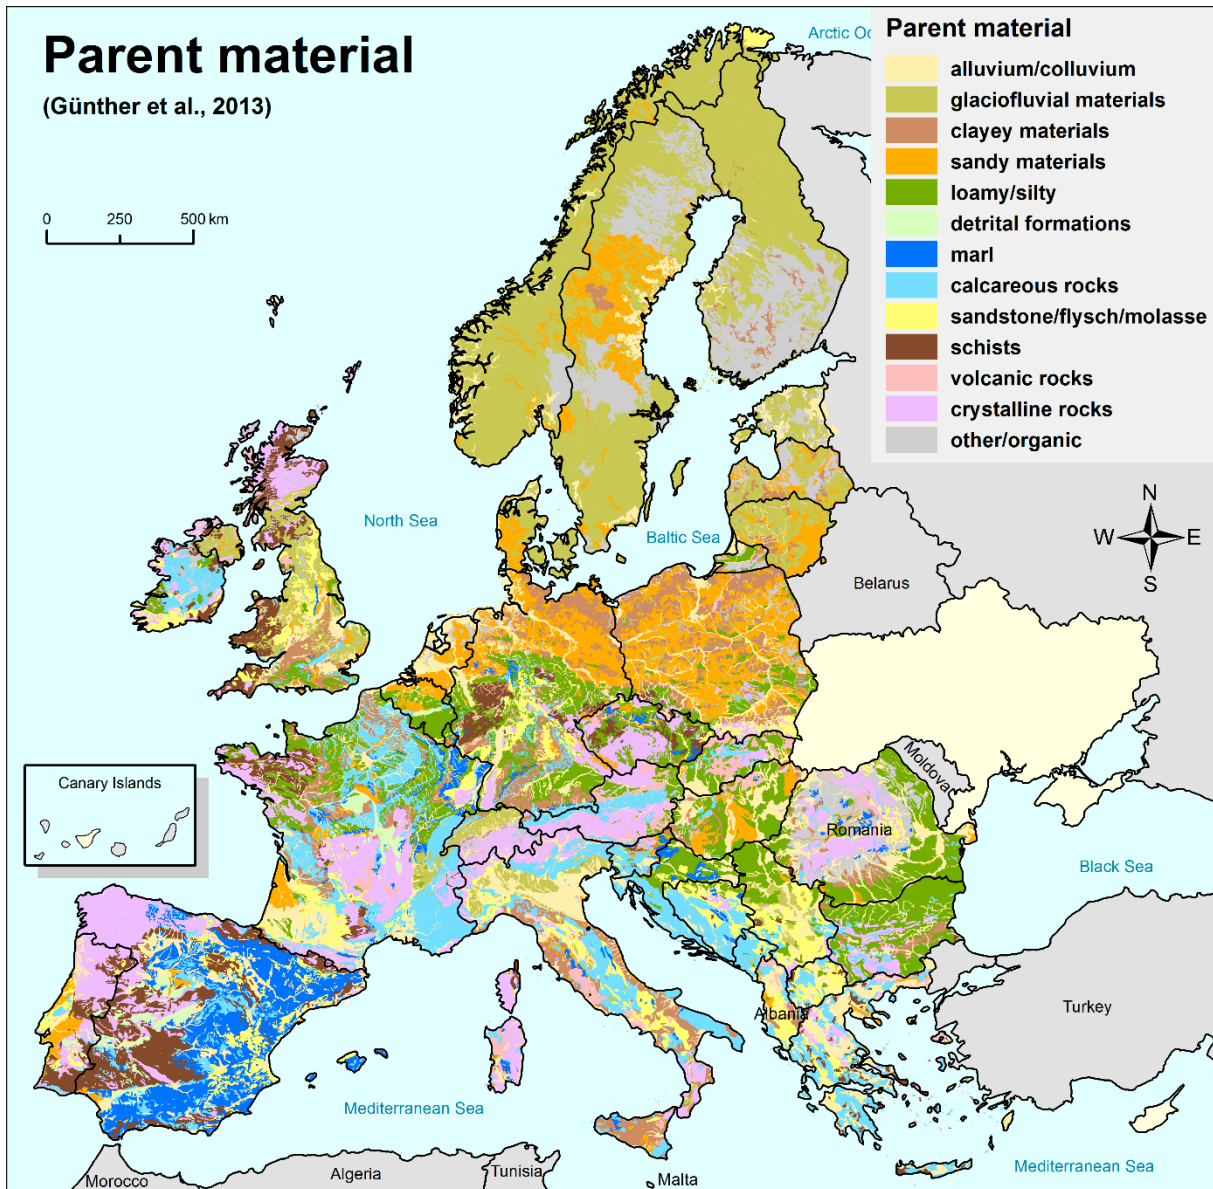 Parent material
(Günther et al., 2013)
0 250 500 km
Arctic Oc
Parent material
alluvium/colluvium
glaciofluvial materials
clayey materials
sandy materials
loamy/silty
detrital formations
marl
calcareous rocks
sandstone/flysch/molasse
schists
volcanic rocks
crystalline rocks
other/organic
N
W E
S
North Sea
Baltic Sea
Belarus
Canary Islands
Moldova
Romania
Black Sea
Albania
Turkey
Mediterranean Sea
Mediterranean Sea
Morocco
Algeria
Tunisia
Malta